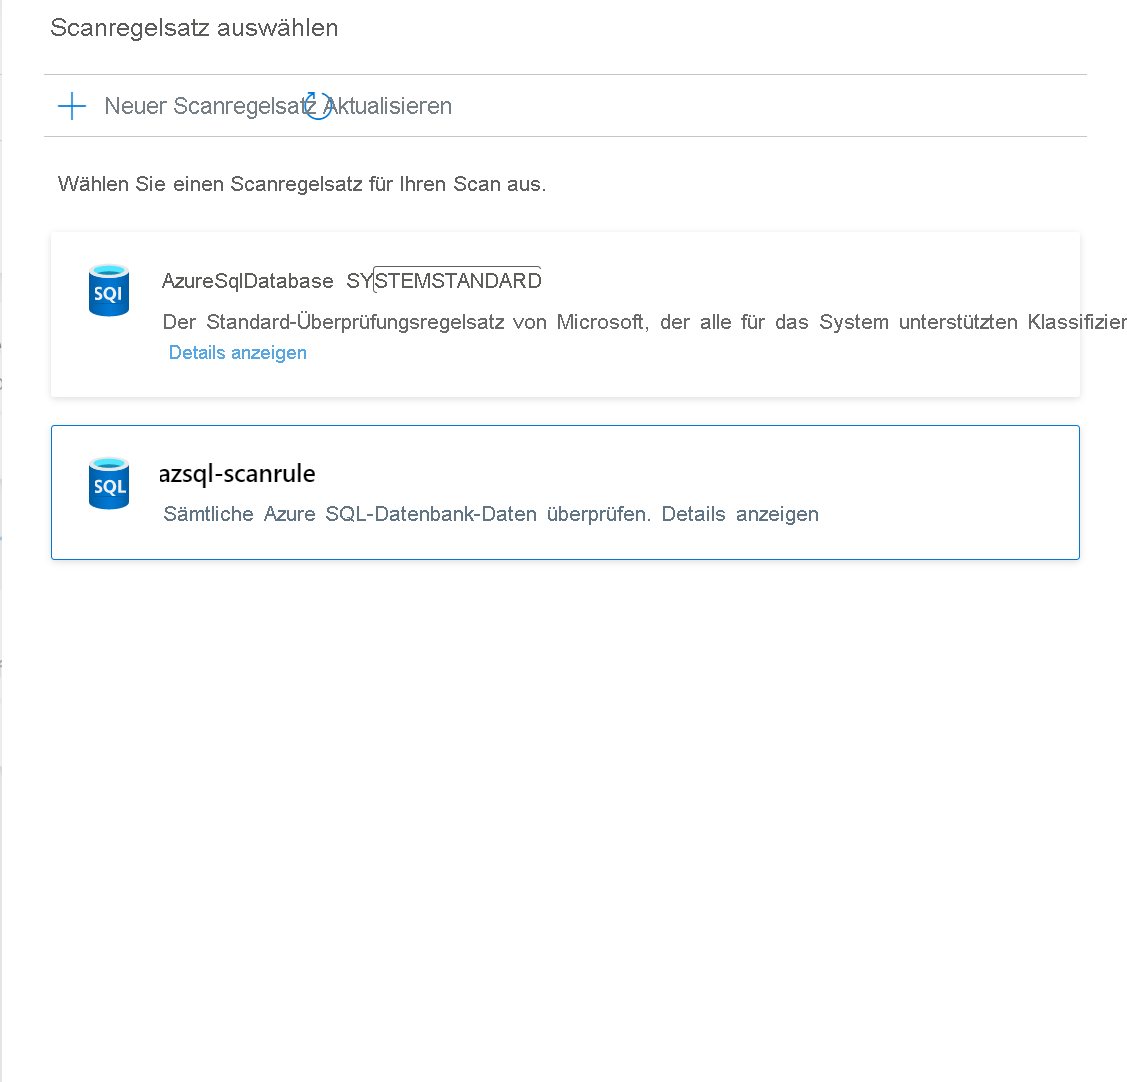 Scanregelsatz auswählen
Neuer Scanregelsatz Aktualisieren
Wählen Sie einen Scanregelsatz für Ihren Scan aus.
SQl
AzureSqlDatabase SYSTEMSTANDARD
Der Standard-Überprüfungsregelsatz von Microsoft, der alle für das System unterstützten Klassifizier
Details anzeigen
SQL
azsql-scanrule
Sämtliche Azure SQL-Datenbank-Daten überprüfen. Details anzeigen